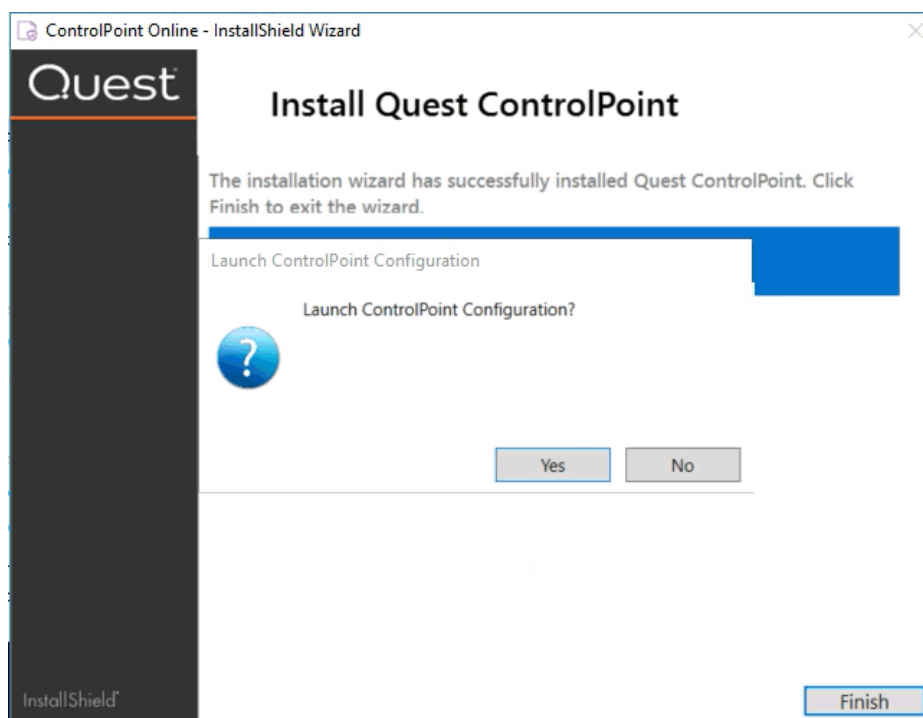 ControlPoint Online - InstallShield Wizard
Quest
Install Quest ControlPoint
The installation wizard has successfully installed Quest ControlPoint. Click
Finish to exit the wizard.
Launch ControlPoint Configuration
Launch ControlPoint Configuration?
?
Yes
No
InstallShield
Finish